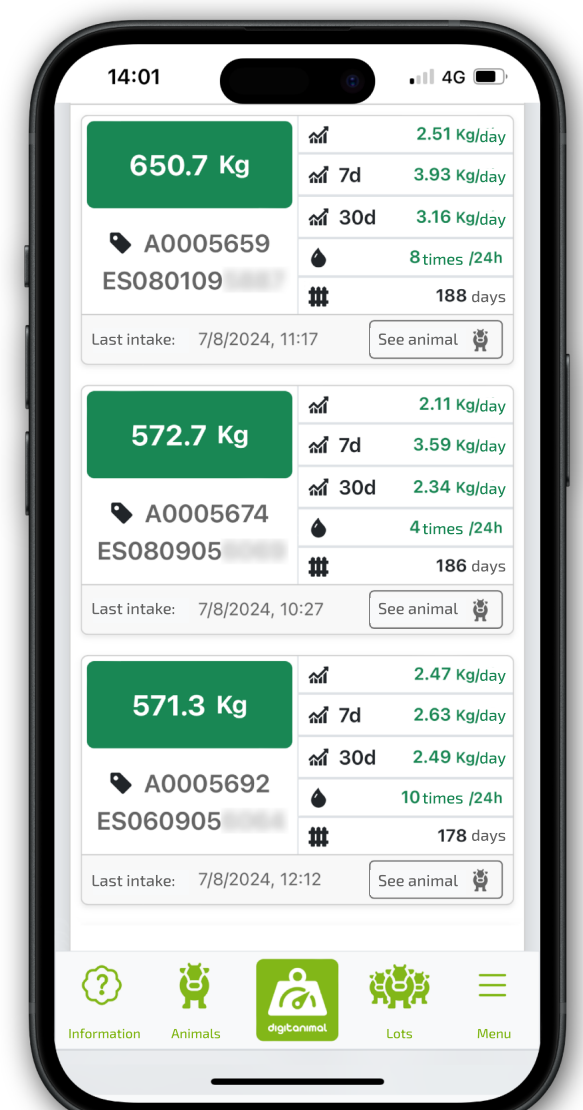 14:01 4G
650.7 Kg
2.51 Kg/day
7d 3.93 Kg/day
30d 3.16 Kg/day
A0005659
ES080109
8 times /24h
188 days
Last intake: 7/8/2024, 11:17 See animal
572.7 Kg
2.11 Kg/day
7d 3.59 Kg/day
30d 2.34 Kg/day
A0005674
ES080905
4 times /24h
186 days
Last intake: 7/8/2024, 10:27 See animal
571.3 Kg
2.47 Kg/day
7d 2.63 Kg/day
30d 2.49 Kg/day
A0005692
ES060905
10 times /24h
178 days
Last intake: 7/8/2024, 12:12 See animal
digitanimal
Information Animals Lots Menu